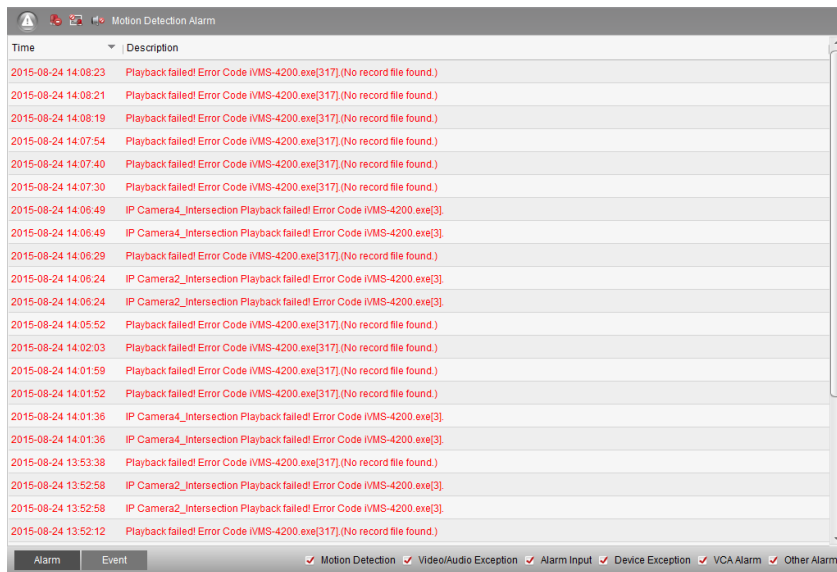 Motion Detection Alarm
Time Description
2015-08-24 14:08:23 Playback failed! Error Code iVMS-4200.exe[317].(No record file found.)
2015-08-24 14:08:21 Playback failed! Error Code iVMS-4200.exe[317].(No record file found.)
2015-08-24 14:08:19 Playback failed! Error Code iVMS-4200.exe[317].(No record file found.)
2015-08-24 14:07:54 Playback failed! Error Code iVMS-4200.exe[317].(No record file found.)
2015-08-24 14:07:40 Playback failed! Error Code iVMS-4200.exe[317].(No record file found.)
2015-08-24 14:07:30 Playback failed! Error Code iVMS-4200.exe[317].(No record file found.)
2015-08-24 14:06:49 IP Camera4_Intersection Playback failed! Error Code iVMS-4200.exe[3].
2015-08-24 14:06:49 IP Camera4_Intersection Playback failed! Error Code iVMS-4200.exe[3].
2015-08-24 14:06:29 Playback failed! Error Code iVMS-4200.exe[317].(No record file found.)
2015-08-24 14:06:24 IP Camera2_Intersection Playback failed! Error Code iVMS-4200.exe[3].
2015-08-24 14:06:24 IP Camera2_Intersection Playback failed! Error Code iVMS-4200.exe[3].
2015-08-24 14:05:52 Playback failed! Error Code iVMS-4200.exe[317].(No record file found.)
2015-08-24 14:02:03 Playback failed! Error Code iVMS-4200.exe[317].(No record file found.)
2015-08-24 14:01:59 Playback failed! Error Code iVMS-4200.exe[317].(No record file found.)
2015-08-24 14:01:52 Playback failed! Error Code iVMS-4200.exe[317].(No record file found.)
2015-08-24 14:01:36 IP Camera4_Intersection Playback failed! Error Code iVMS-4200.exe[3].
2015-08-24 14:01:36 IP Camera4_Intersection Playback failed! Error Code iVMS-4200.exe[3].
2015-08-24 13:53:38 Playback failed! Error Code iVMS-4200.exe[317].(No record file found.)
2015-08-24 13:52:58 IP Camera2_Intersection Playback failed! Error Code iVMS-4200.exe[3].
2015-08-24 13:52:58 IP Camera2_Intersection Playback failed! Error Code iVMS-4200.exe[3].
2015-08-24 13:52:12 Playback failed! Error Code iVMS-4200.exe[317].(No record file found.)
Alarm Event Motion Detection Video/Audio Exception Alarm Input Device Exception VCA Alarm Other Alarm